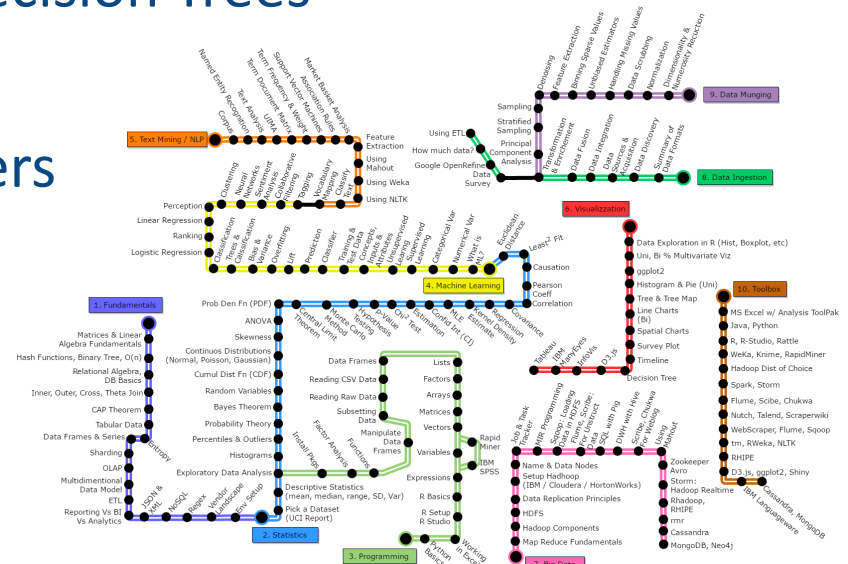 ecision Trees
ers
5. Text Mining / NLP
Corpus
Named Entity Recognition
Text Analysis
UIMA
Term Document Matrix
Term Frequency & Weight
Support Vector Machines
Association Rules
Market Basket Analysis
Feature
Extraction
Using
Mahout
Using Weka
Using NLTK
Classify
Text
Vocabulary
Mapping
Tagging
Collaborative
Filtering
Sentiment
Analysis
Neural
Networks
Clustering
Perception
Linear Regression
Ranking
Logistic Regression
Classification
Trees &
Classification
Bias &
Variance
Overfitting
Lift
Prediction
Classifier
Training &
Test Data
Concepts,
Inputs &
Attributes
Unsupervised
Learing
Supervised
Learning
Categorical Var
Numerical Var
What is
ML?
4. Machine Learning
Euclidean
Distance
Least² Fit
Causation
Pearson
Coeff
Correlation
Covariance
Regression
Kernel Density
Estimate
MLE
Confid Int (CI)
Estimation
Chi² Test
p-Value
Hypothesis
Testing
Monte Carlo
Method
Central Limit
Theorem
Prob Den Fn (PDF)
ANOVA
Skewness
Continuos Distributions
(Normal, Poisson, Gaussian)
Cumul Dist Fn (CDF)
Random Variables
Bayes Theorem
Probability Theory
Percentiles & Outliers
Histograms
Exploratory Data Analysis
Descriptive Statistics
(mean, median, range, SD, Var)
Pick a Dataset
(UCI Report)
2. Statistics
1. Fundamentals
Matrices & Linear
Algebra Fundamentals
Hash Functions, Binary Tree, O(n)
Relational Algebra,
DB Basics
Inner, Outer, Cross, Theta Join
CAP Theorem
Tabular Data
Entropy
Data Frames & Series
Sharding
OLAP
Multidimentional
Data Model
ETL
Reporting Vs BI
Vs Analytics
JSON &
XML
NoSQL
Regex
Vendor
Landscape
Env Setup
Install Pkgs
Factor Analysis
Functions
Manipulate
Data
Frames
Subsetting
Data
Reading Raw Data
Reading CSV Data
Data Frames
Lists
Factors
Arrays
Matrices
Vectors
Variables
Rapid
Miner
IBM
SPSS
Expressions
R Basics
R Setup
R Studio
Working
in Excel
Python
Basics
3. Programming
9. Data Munging
Dimensionality &
Numerosity Recuction
Normalization
Data Scrubbing
Handling Missing Values
Unbiased Estimators
Binning Sparse Values
Feature Extraction
Denoising
Sampling
Stratified
Sampling
Principal
Component
Analysis
Using ETL
How much data?
Google OpenRefine
Data
Survey
Transformation
& Enrichement
Data Fusion
Data Integration
Data
Sources &
Acquisition
Data Discovery
Summary of
Data Formats
8. Data Ingestion
6. Visualizzation
Data Exploration in R (Hist, Boxplot, etc)
Uni, Bi % Multivariate Viz
ggplot2
Histogram & Pie (Uni)
Tree & Tree Map
Line Charts
(Bi)
Spatial Charts
Survey Plot
Timeline
Decision Tree
D3.js
InfoVis
ManyEyes
IBM
Tableau
10. Toolbox
MS Excel w/ Analysis ToolPak
Java, Python
R, R-Studio, Rattle
WeKa, Knime, RapidMiner
Hadoop Dist of Choice
Spark, Storm
Flume, Scibe, Chukwa
Nutch, Talend, Scraperwiki
WebScraper, Flume, Sqoop
tm, RWeka, NLTK
RHIPE
D3.js, ggplot2, Shiny
IBM Languageware
Cassandra, MongoDB
Job & Task
Tracker
M/R Programming
Sqoop: Loading
Data in HDFS
Flume, Scribe:
For Unstruct
Data
SQL with Pig
DWH with Hive
Scribe, Chukwa
For Weblog
Using
Mahout
Zookeeper
Avro
Storm:
Hadoop Realtime
Rhadoop,
RHIPE
rmr
Cassandra
MongoDB, Neo4j
Name & Data Nodes
Setup Hadhoop
(IBM / Cloudera / HortonWorks)
Data Replication Principles
HDFS
Hadoop Components
Map Reduce Fundamentals
7. Big Data